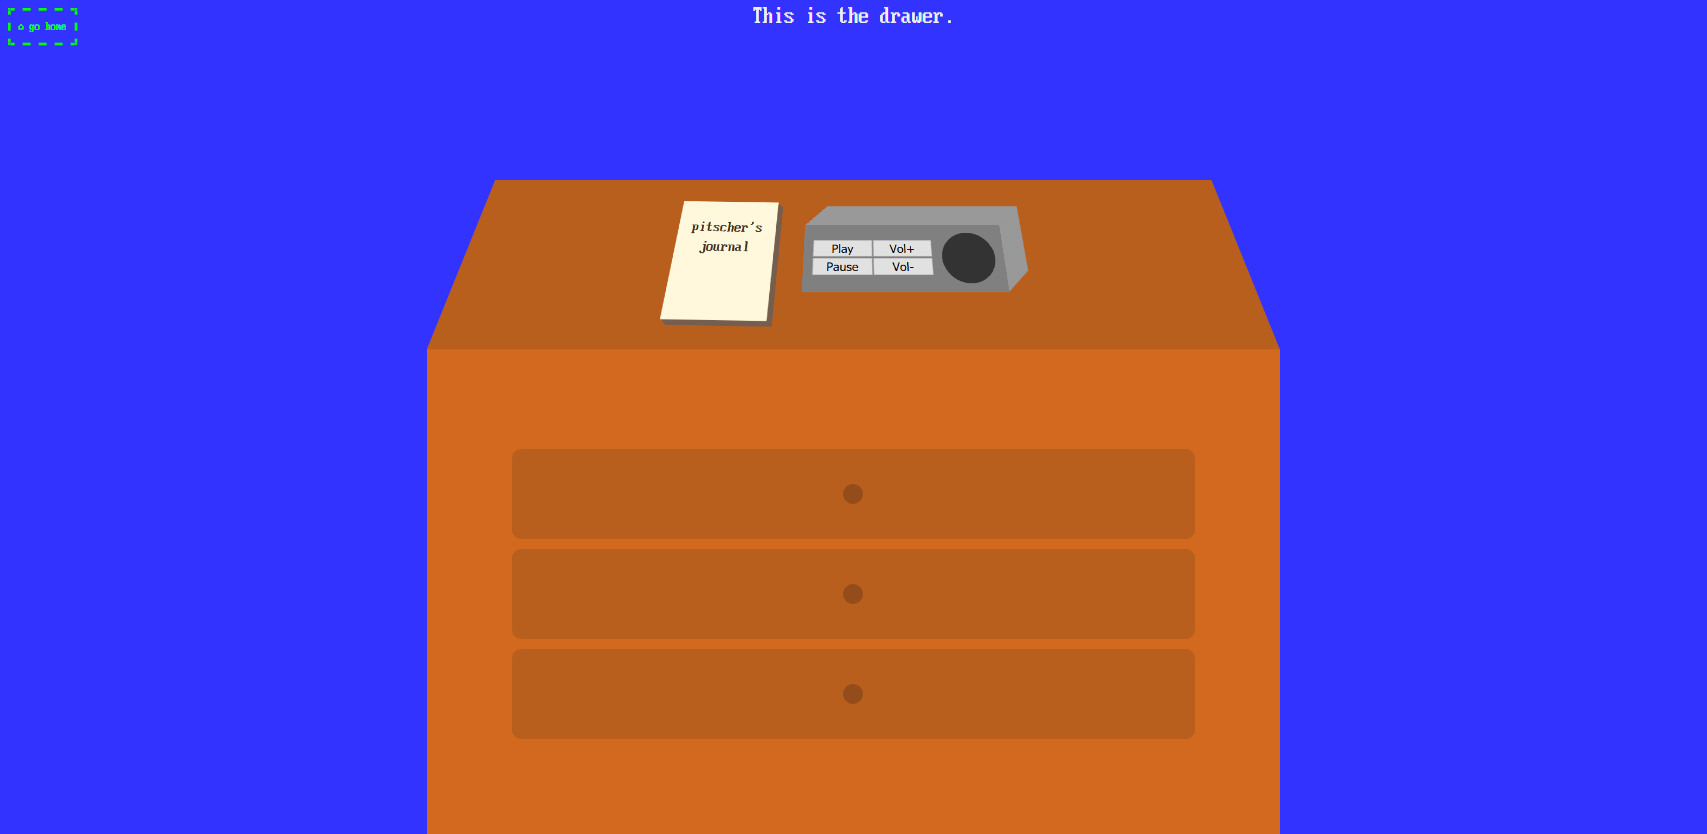 ⌂ go home
This is the drawer.
pitscher's
journal
Play Vol+
Pause Vol-